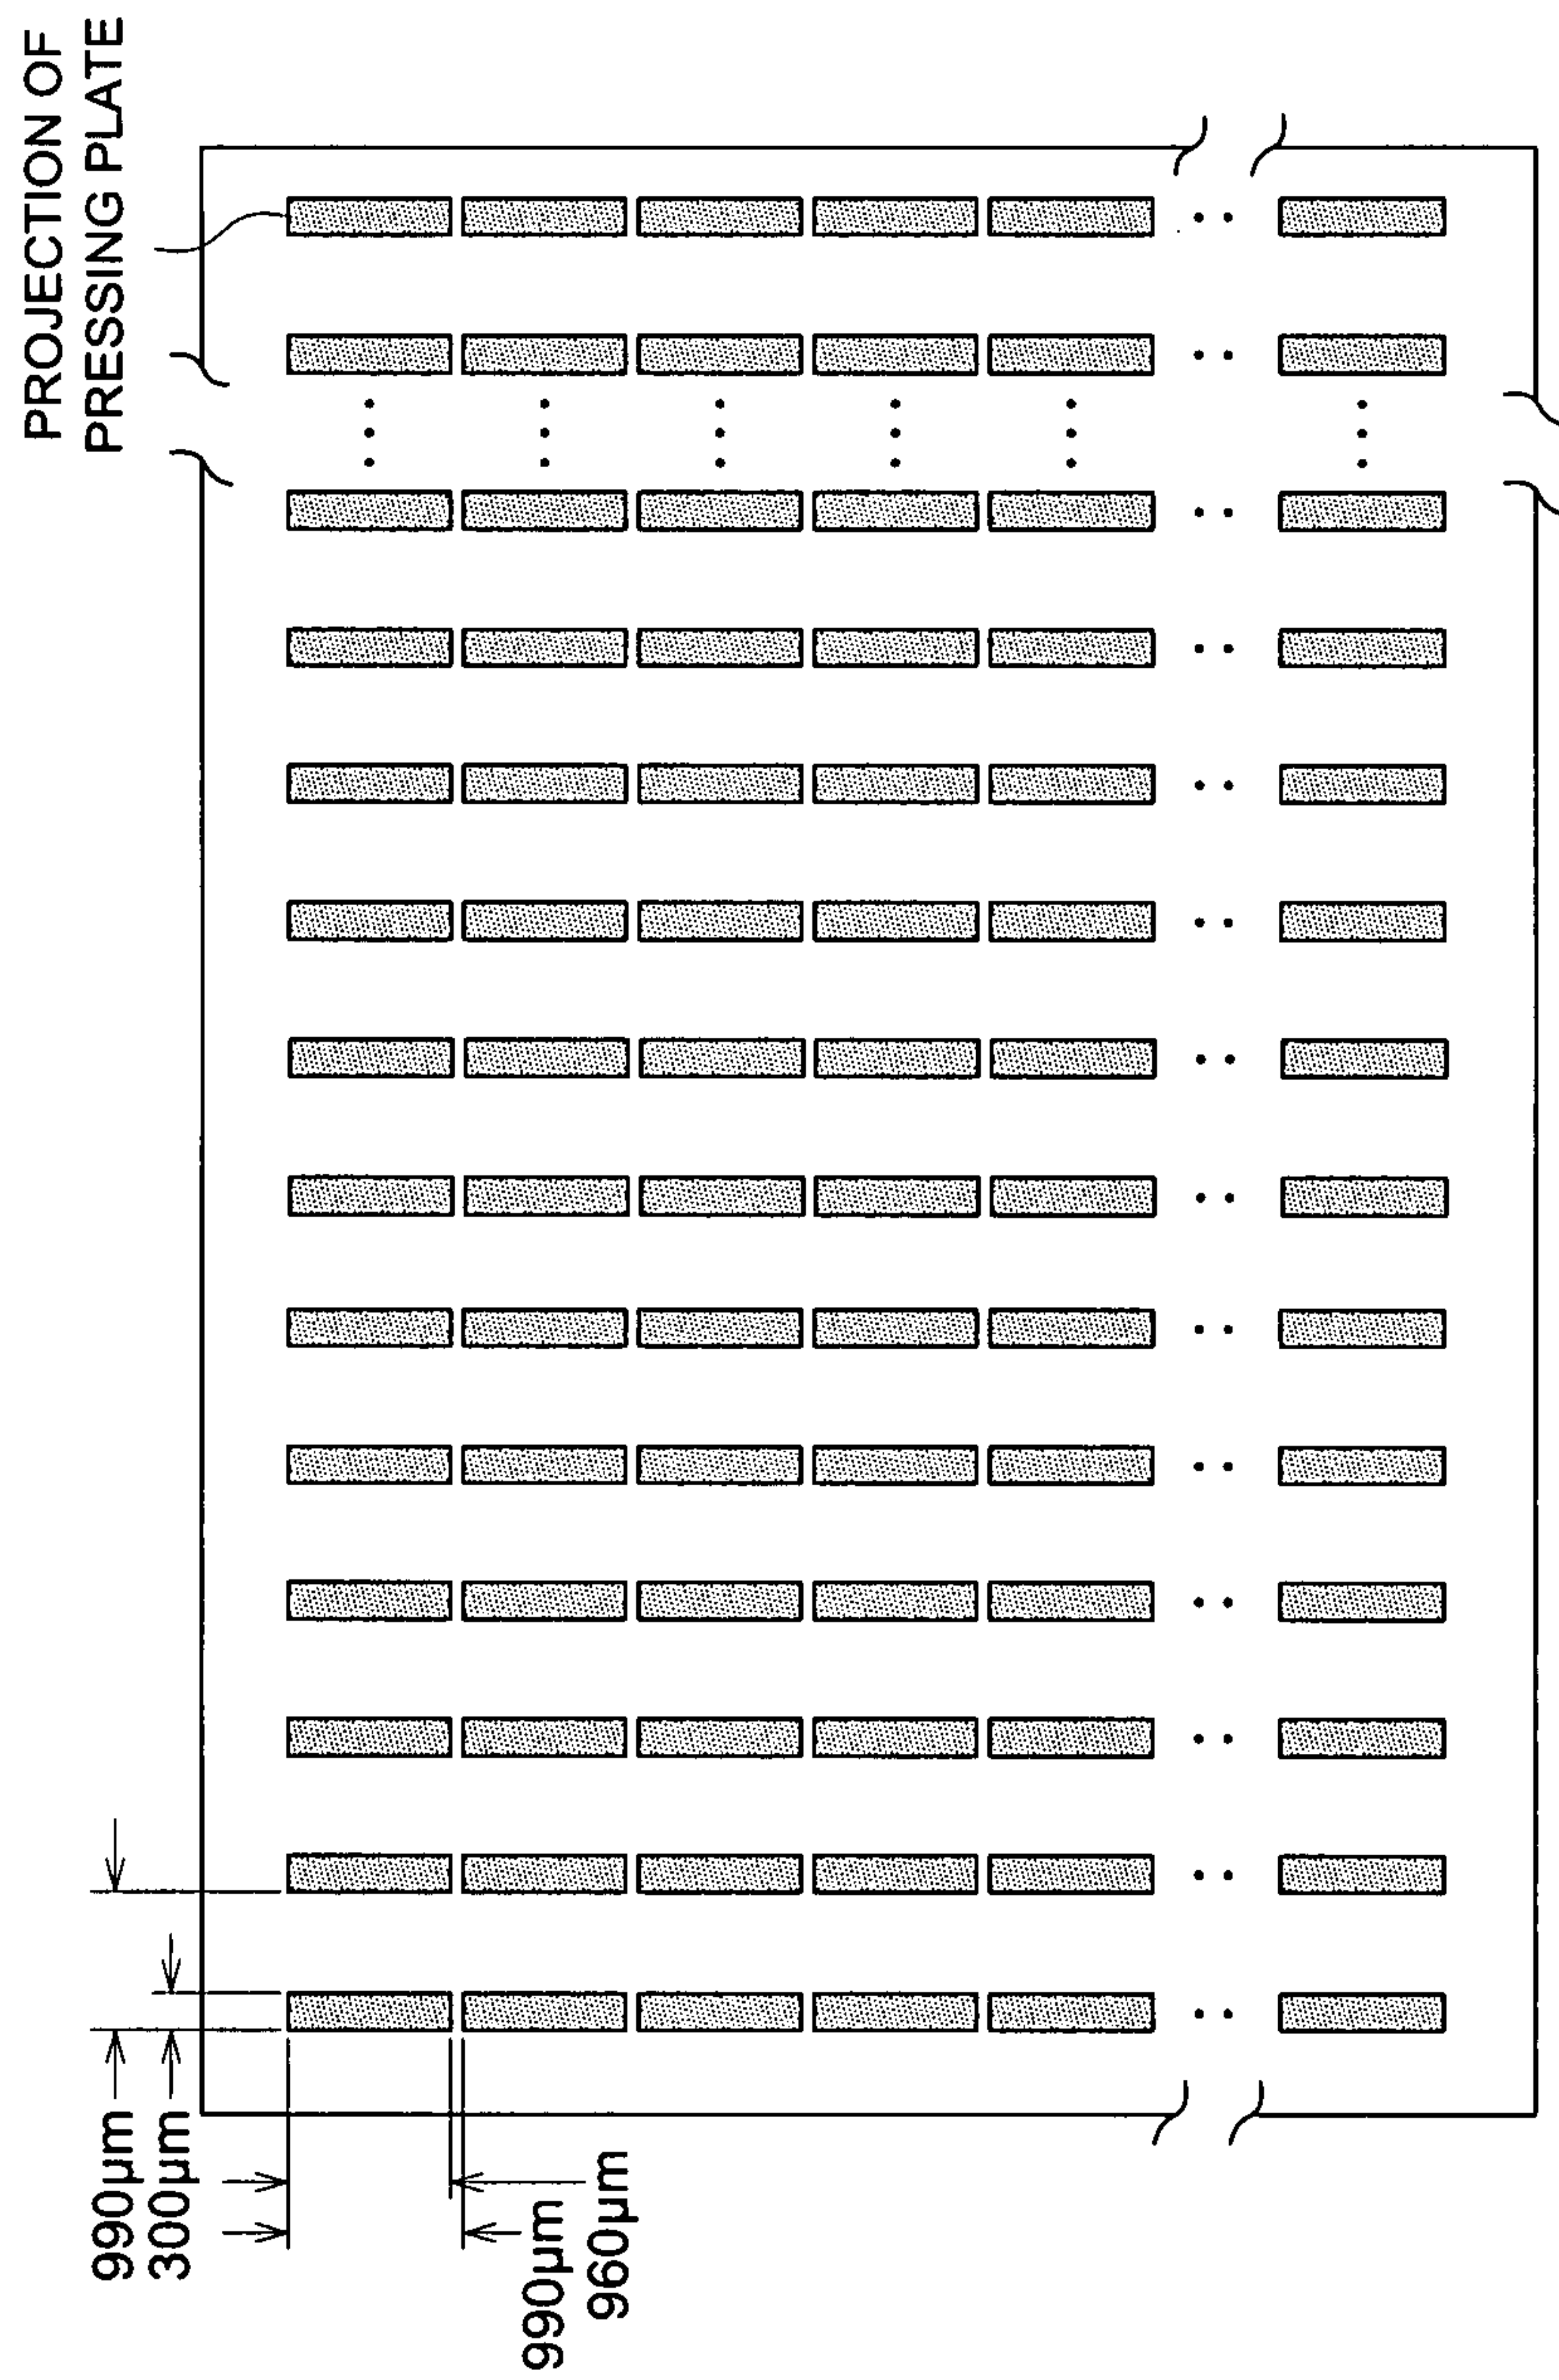 PROJECTION OF
PRESSING PLATE
990μm
300μm
990μm
960μm